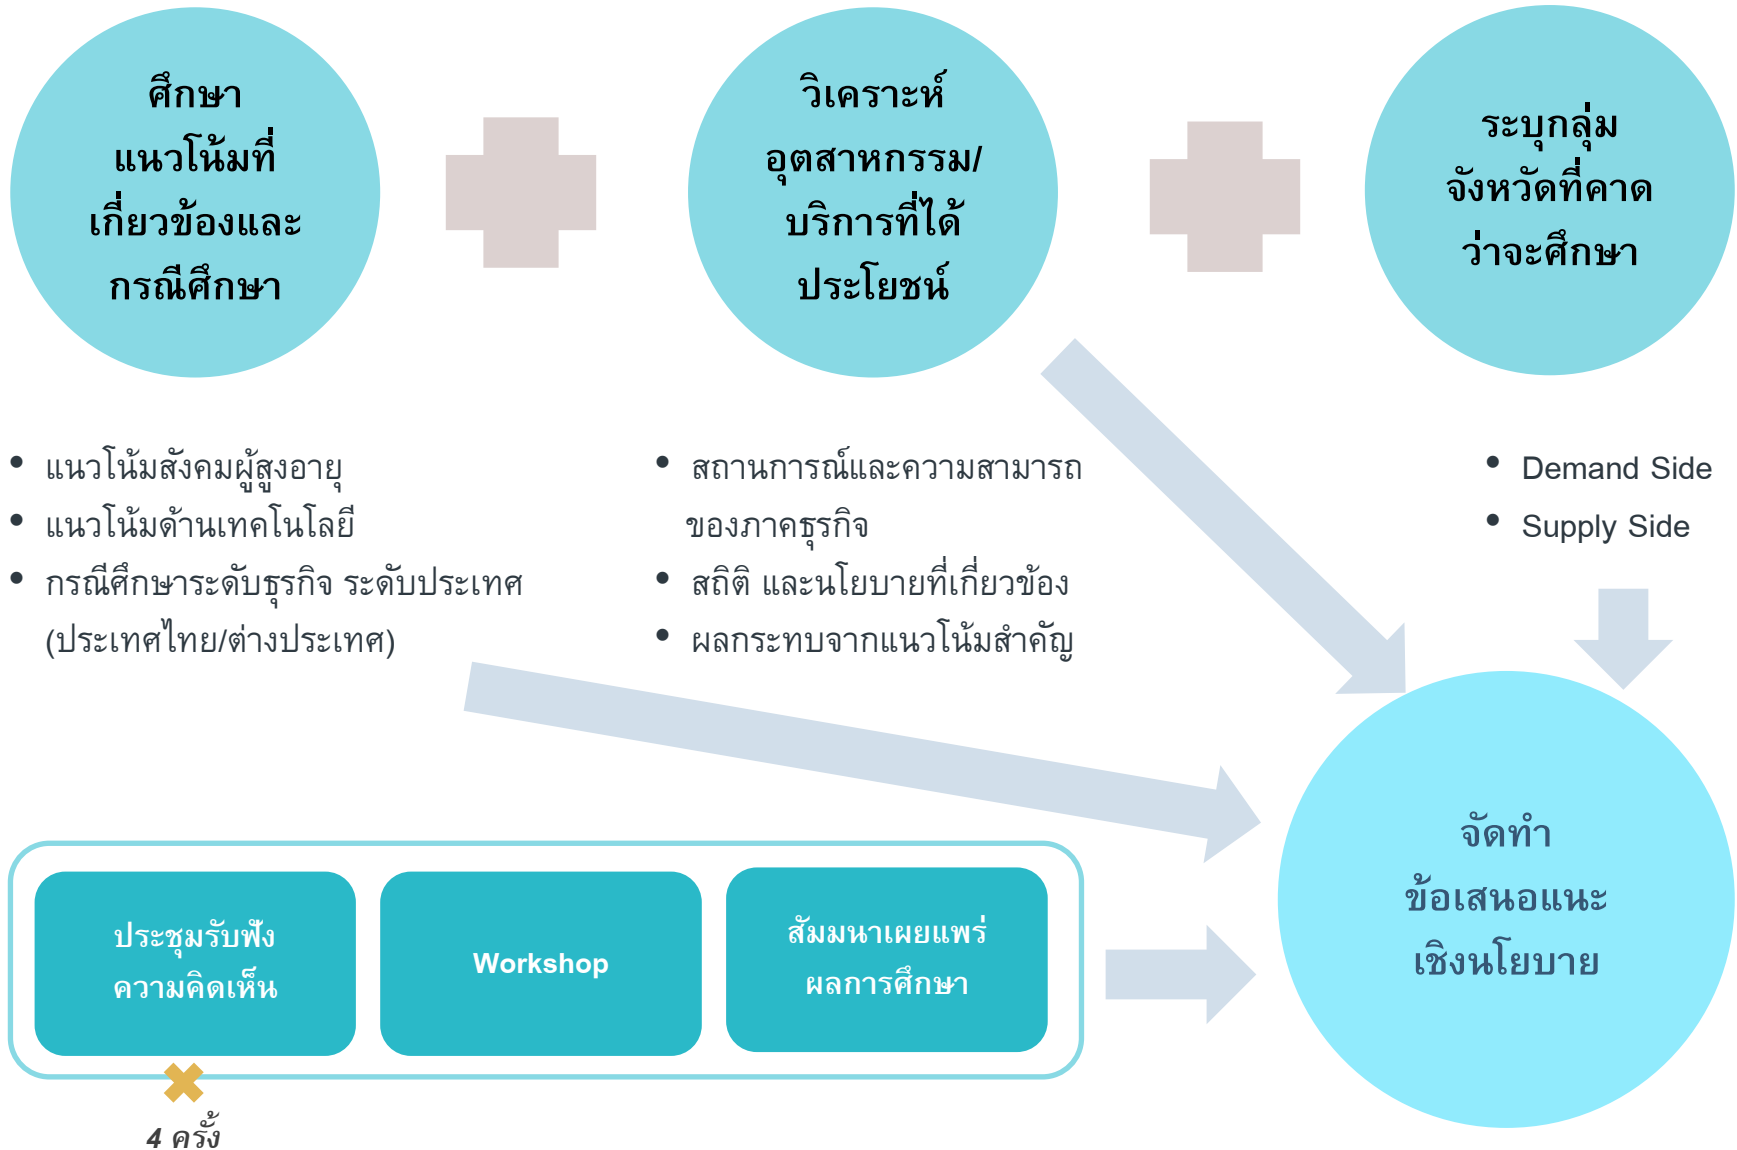 ศึกษา
แนวโน้มที่
เกี่ยวข้องและ
กรณีศึกษา
วิเคราะห์
อุตสาหกรรม/
บริการที่ได้
ประโยชน์
ระบุกลุ่ม
จังหวัดที่คาด
ว่าจะศึกษา
• แนวโน้มสังคมผู้สูงอายุ
• แนวโน้มด้านเทคโนโลยี
• กรณีศึกษาระดับธุรกิจ ระดับประเทศ
(ประเทศไทย/ต่างประเทศ)
• สถานการณ์และความสามารถ
ของภาคธุรกิจ
• สถิติ และนโยบายที่เกี่ยวข้อง
• ผลกระทบจากแนวโน้มสำคัญ
• Demand Side
• Supply Side
ประชุมรับฟัง
ความคิดเห็น
Workshop
สัมมนาเผยแพร่
ผลการศึกษา
4 ครั้ง
จัดทำ
ข้อเสนอแนะ
เชิงนโยบาย